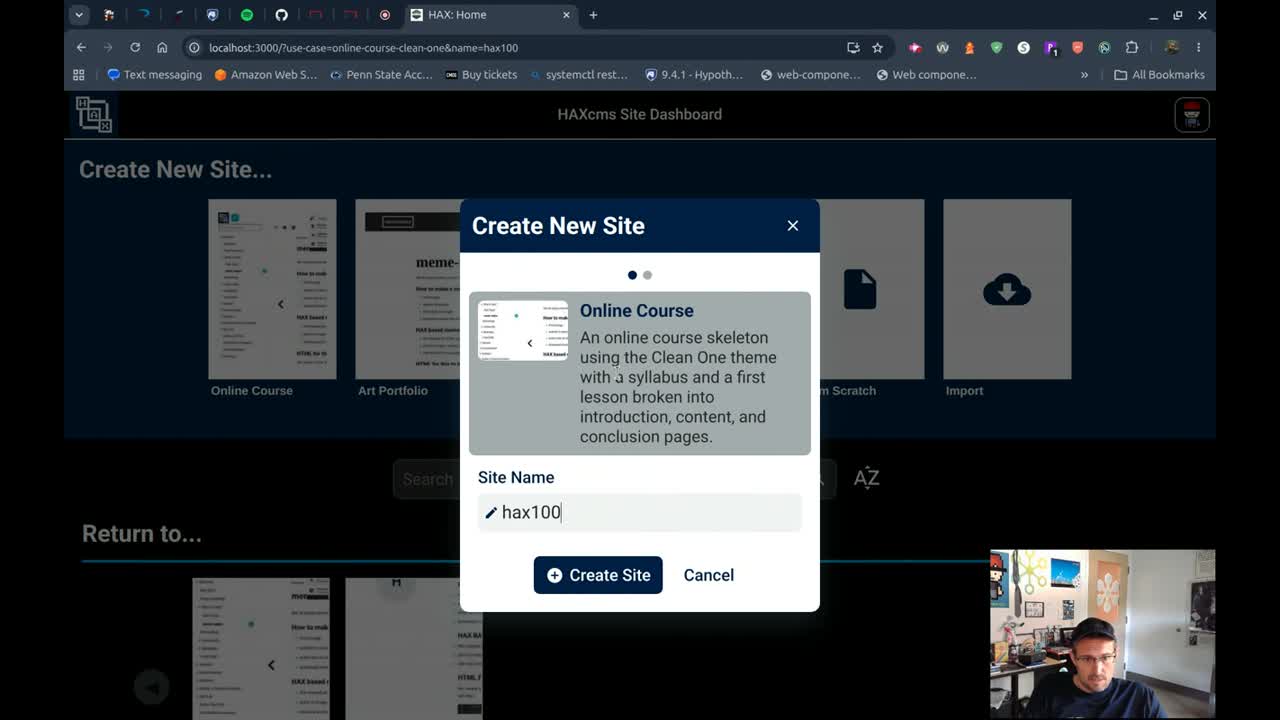 HAX: Home
localhost:3000/?use-case=online-course-clean-one&name=hax100
Text messaging
Amazon Web S...
Penn State Acc...
Buy tickets
systemctl rest...
9.4.1 - Hypoth...
web-compone...
Web compone...
»
All Bookmarks
HAXcms Site Dashboard
Create New Site...
Create New Site
Online Course
An online course skeleton
using the Clean One theme
with a syllabus and a first
lesson broken into
introduction, content, and
conclusion pages.
Site Name
hax100
Create Site
Cancel
meme-
Online Course
Art Portfolio
m Scratch
Import
Search
AZ
Return to...